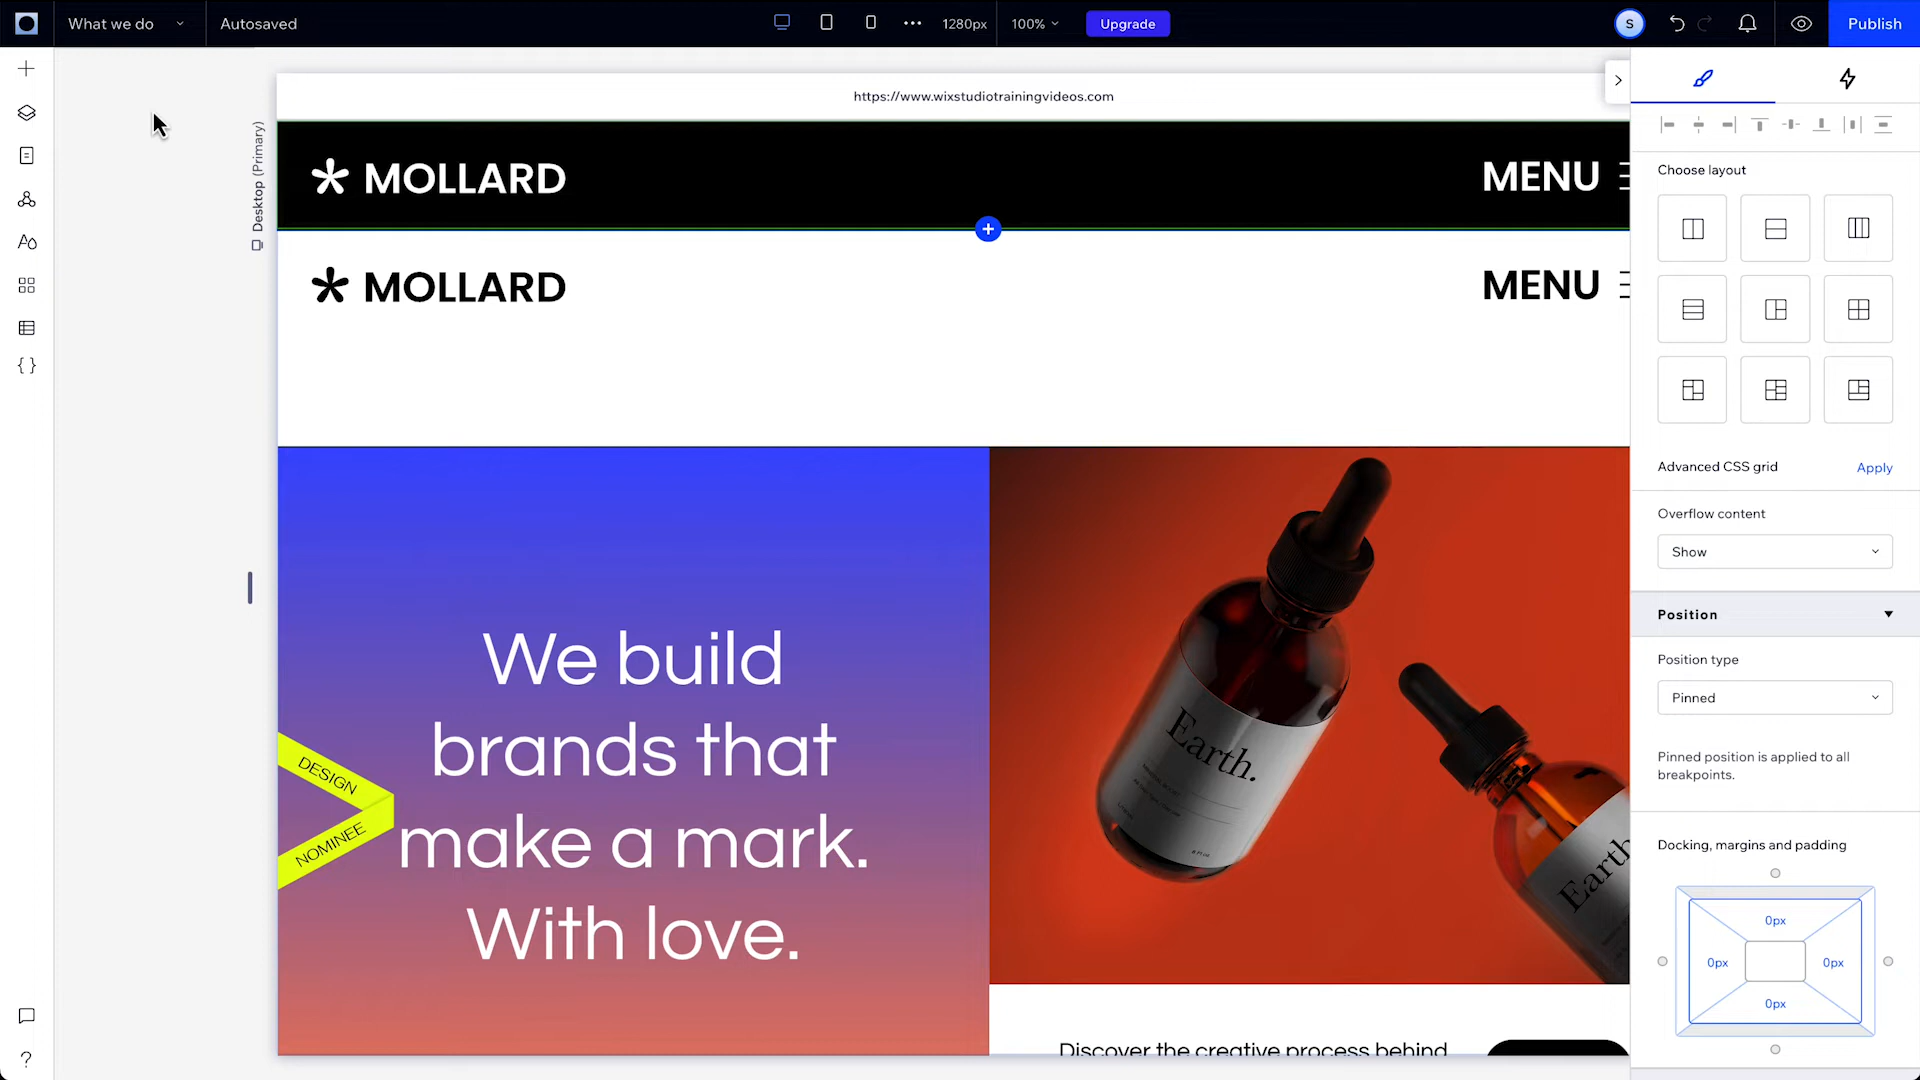 What we do
Autosaved
1280px
100%
Upgrade
S
Publish
https://www.wixstudiotrainingvideos.com
Desktop (Primary)
MOLLARD
MENU
MOLLARD
MENU
We build
brands that
make a mark.
With love.
DESIGN
NOMINEE
Earth.
Earth.
Discover the creative process behind
Choose layout
Advanced CSS grid
Apply
Overflow content
Show
Position
Position type
Pinned
Pinned position is applied to all
breakpoints.
Docking, margins and padding
0px
0px
0px
0px